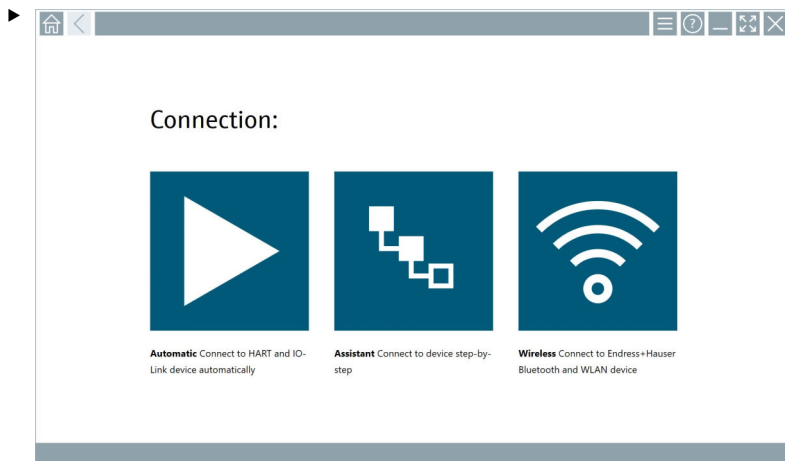 Connection:
Automatic Connect to HART and IO-
Link device automatically
Assistant Connect to device step-by-
step
Wireless Connect to Endress+Hauser
Bluetooth and WLAN device